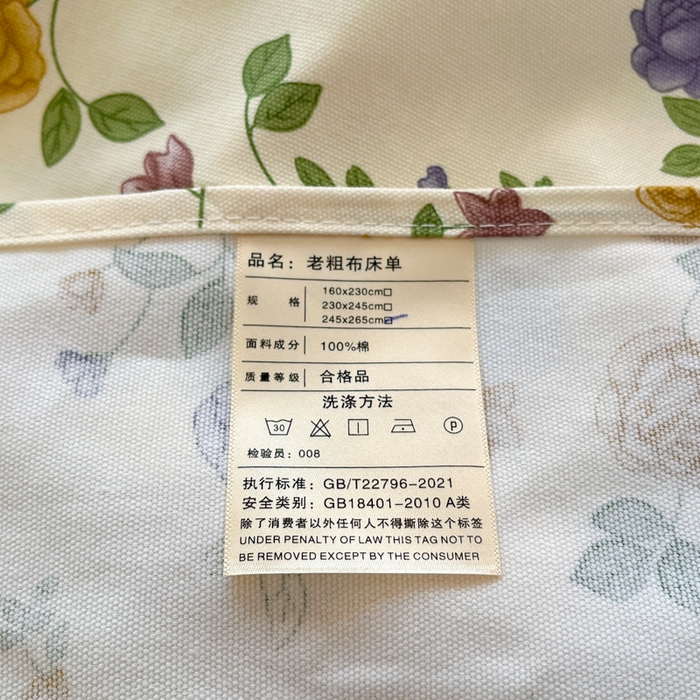 品名：老粗布床单
规格 160x230cm□
230x245cm□
245x265cm☑
面料成分 100%棉
质量等级 合格品
洗涤方法
30 P
检验员：008
执行标准：GB/T22796-2021
安全类别：GB18401-2010 A类
除了消费者以外任何人不得撕除这个标签
UNDER PENALTY OF LAW THIS TAG NOT TO
BE REMOVED EXCEPT BY THE CONSUMER